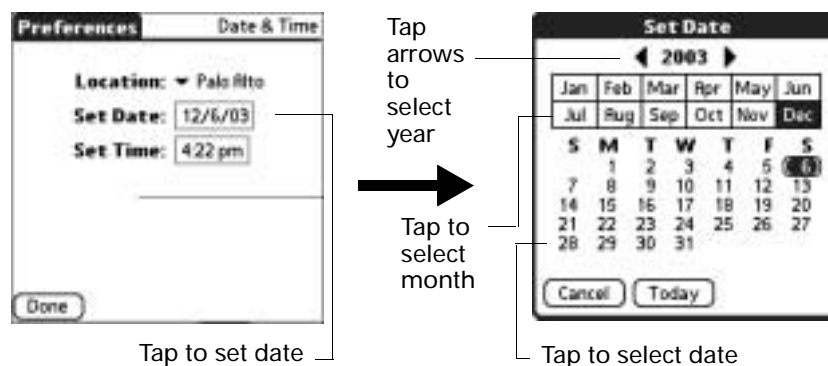 Preferences Date & Time
Location: Palo Alto
Set Date: 12/6/03
Set Time: 4:22 pm
Done
Tap to set date
Tap
arrows
to
select
year
Tap to
select
month
Set Date
2003
Jan Feb Mar Apr May Jun
Jul Aug Sep Oct Nov Dec
S M T W T F S
1 2 3 4 5 6
7 8 9 10 11 12 13
14 15 16 17 18 19 20
21 22 23 24 25 26 27
28 29 30 31
Cancel Today
Tap to select date